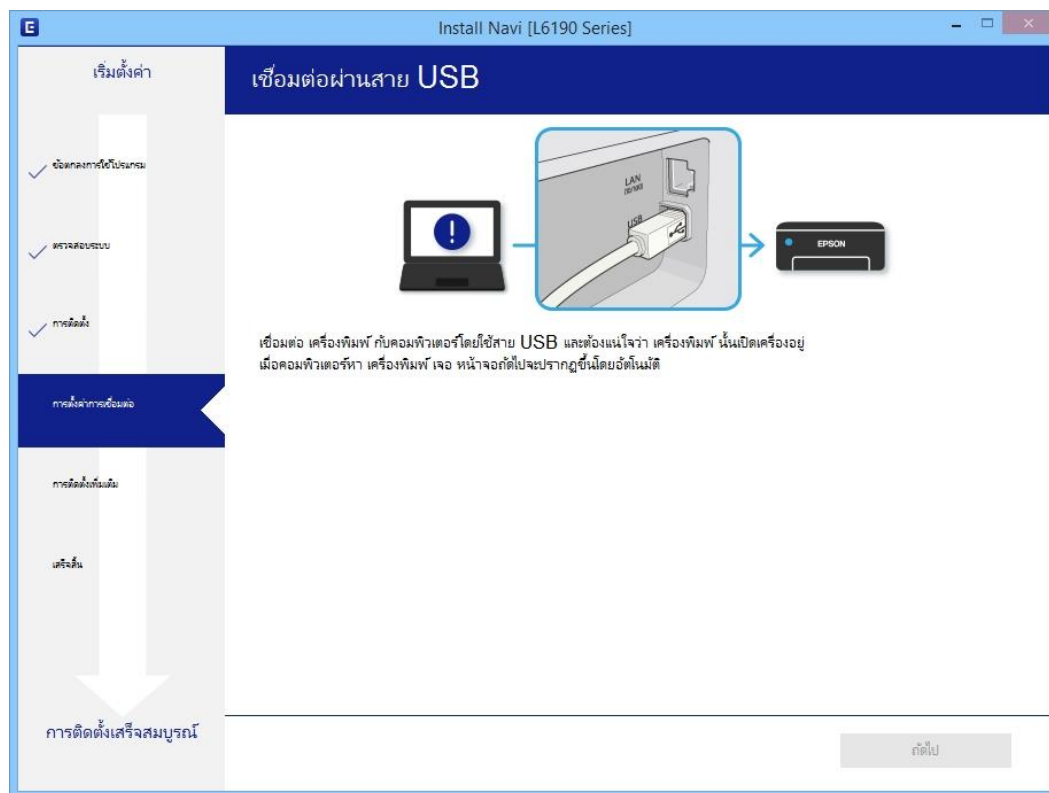 Install Navi [L6190 Series]
เริ่มตั้งค่า
ข้อตกลงการใช้โปรแกรม
ตรวจสอบระบบ
การติดตั้ง
การตั้งค่าการเชื่อมต่อ
การติดตั้งเพิ่มเติม
เสร็จสิ้น
การติดตั้งเสร็จสมบูรณ์
เชื่อมต่อผ่านสาย USB
LAN
USB
EPSON
เชื่อมต่อ เครื่องพิมพ์ กับคอมพิวเตอร์โดยใช้สาย USB และต้องแน่ใจว่า เครื่องพิมพ์ นั้นเปิดเครื่องอยู่
เมื่อคอมพิวเตอร์หา เครื่องพิมพ์ เจอ หน้าจอถัดไปจะปรากฏขึ้นโดยอัตโนมัติ
ถัดไป